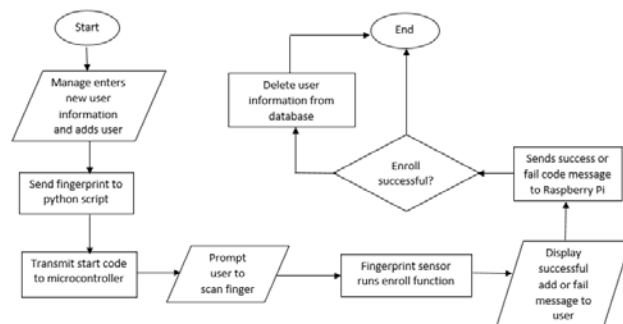 Start
Manage enters
new user
information
and adds user
Send fingerprint to
python script
Transmit start code
to microcontroller
Prompt
user to
scan finger
Fingerprint sensor
runs enroll function
Display
successful
add or fail
message to
user
Sends success or
fail code message
to Raspberry Pi
Enroll
successful?
Delete user
information from
database
End